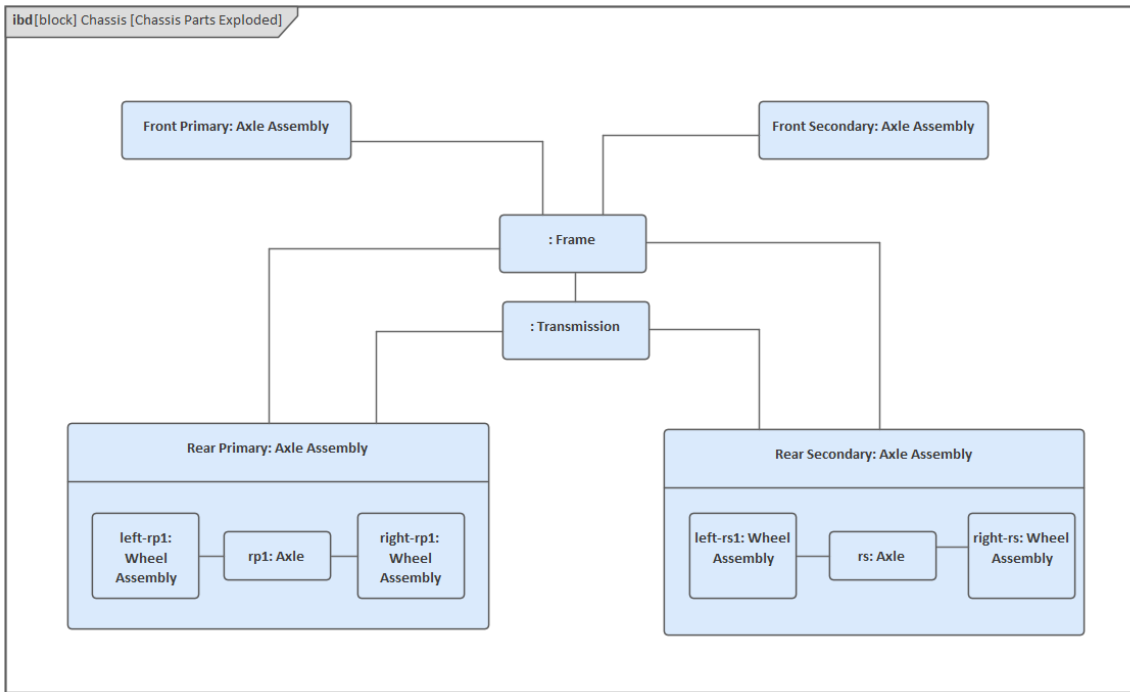 ibd [block] Chassis [Chassis Parts Exploded]
Front Primary: Axle Assembly
Front Secondary: Axle Assembly
: Frame
: Transmission
Rear Primary: Axle Assembly
left-rp1:
Wheel
Assembly
rp1: Axle
right-rp1:
Wheel
Assembly
Rear Secondary: Axle Assembly
left-rs1: Wheel
Assembly
rs: Axle
right-rs: Wheel
Assembly